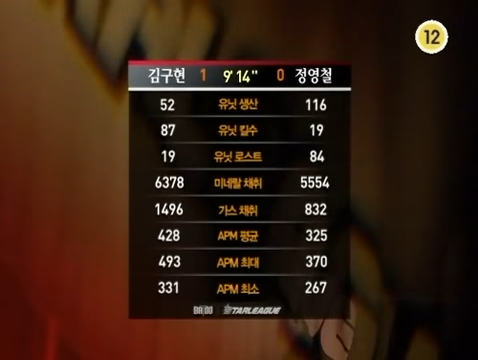 12
김구현 1 9'14" 0 정영철
52 유닛 생산 116
87 유닛 킬수 19
19 유닛 로스트 84
6378 미네랄 채취 5554
1496 가스 채취 832
428 APM 평균 325
493 APM 최대 370
331 APM 최소 267
STARLEAGUE